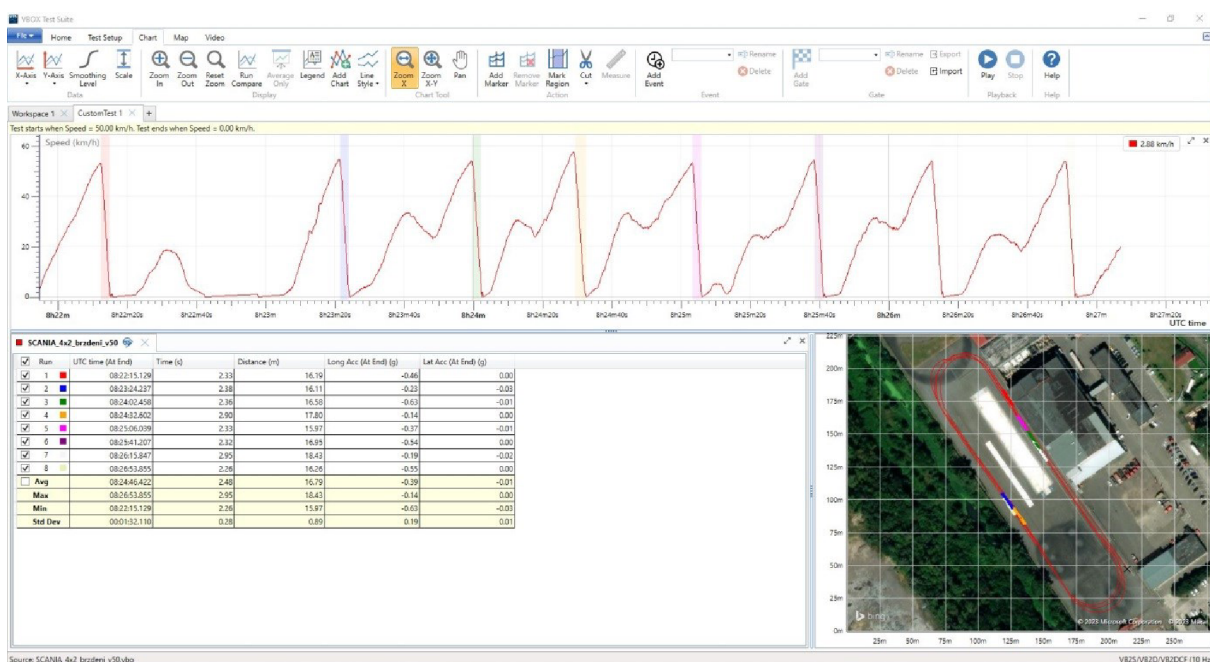 VBOX Test Suite
File Home Test Setup Chart Map Video
X-Axis Y-Axis Smoothing Level Scale Zoom In Zoom Out Reset Zoom Run Compare Average Only Legend Add Chart Line Style Zoom X Zoom X-Y Pan Add Marker Remove Marker Mark Region Cut Measure Add Event Rename Delete Add Gate Rename Delete Export Import Play Stop Help
Data Display Chart Tool Action Event Gate Playback Help
Workspace 1 CustomTest 1 +
Test starts when Speed = 50.00 km/h. Test ends when Speed = 0.00 km/h.
Speed (km/h)
2.88 km/h
60
40
20
0
8h22m 8h22m20s 8h22m40s 8h23m 8h23m20s 8h23m40s 8h24m 8h24m20s 8h24m40s 8h25m 8h25m20s 8h25m40s 8h26m 8h26m20s 8h26m40s 8h27m 8h27m20s
UTC time
SCANIA_4x2_brzdeni_v50
Run UTC time (At End) Time (s) Distance (m) Long Acc (At End) (g) Lat Acc (At End) (g)
1 08:22:15.129 2.33 16.19 -0.46 0.00
2 08:23:24.237 2.38 16.11 -0.23 -0.03
3 08:24:02.458 2.36 16.58 -0.63 -0.01
4 08:24:32.602 2.90 17.80 -0.14 0.00
5 08:25:06.039 2.33 15.97 -0.37 -0.01
6 08:25:41.207 2.32 16.95 -0.54 0.00
7 08:26:15.847 2.95 18.43 -0.19 -0.02
8 08:26:53.855 2.26 16.26 -0.55 0.00
Avg 08:24:46.422 2.48 16.79 -0.39 -0.01
Max 08:26:53.855 2.95 18.43 -0.14 0.00
Min 08:22:15.129 2.26 15.97 -0.63 -0.03
Std Dev 00:01:32.110 0.28 0.89 0.19 0.01
225m
200m
175m
150m
125m
100m
75m
50m
25m
0m
bing
© 2023 Microsoft Corporation © 2023 Maxar
25m 50m 75m 100m 125m 150m 175m 200m 225m 250m
Source: SCANIA_4x2_brzdeni_v50.vbo
VB2S/VB2D/VB2DCF (10 Hz)